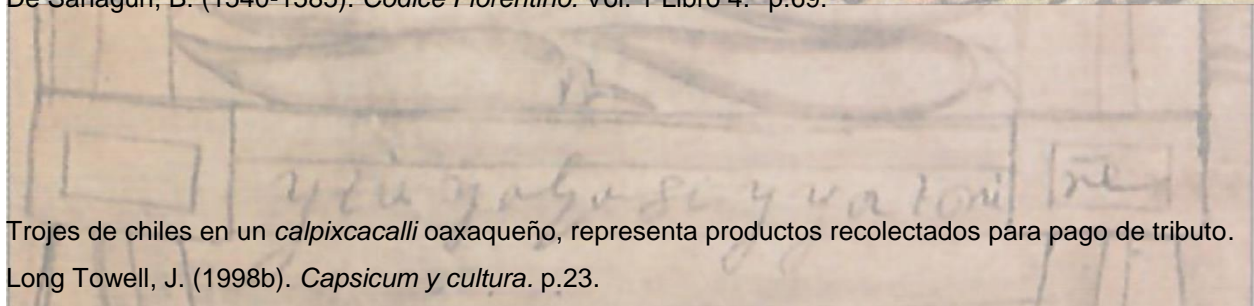 De Sahagún, B. (1540-1585). Códice Florentino. Vol. 1 Libro 4. p.69.
Trojes de chiles en un calpixcacalli oaxaqueño, representa productos recolectados para pago de tributo.
Long Towell, J. (1998b). Capsicum y cultura. p.23.